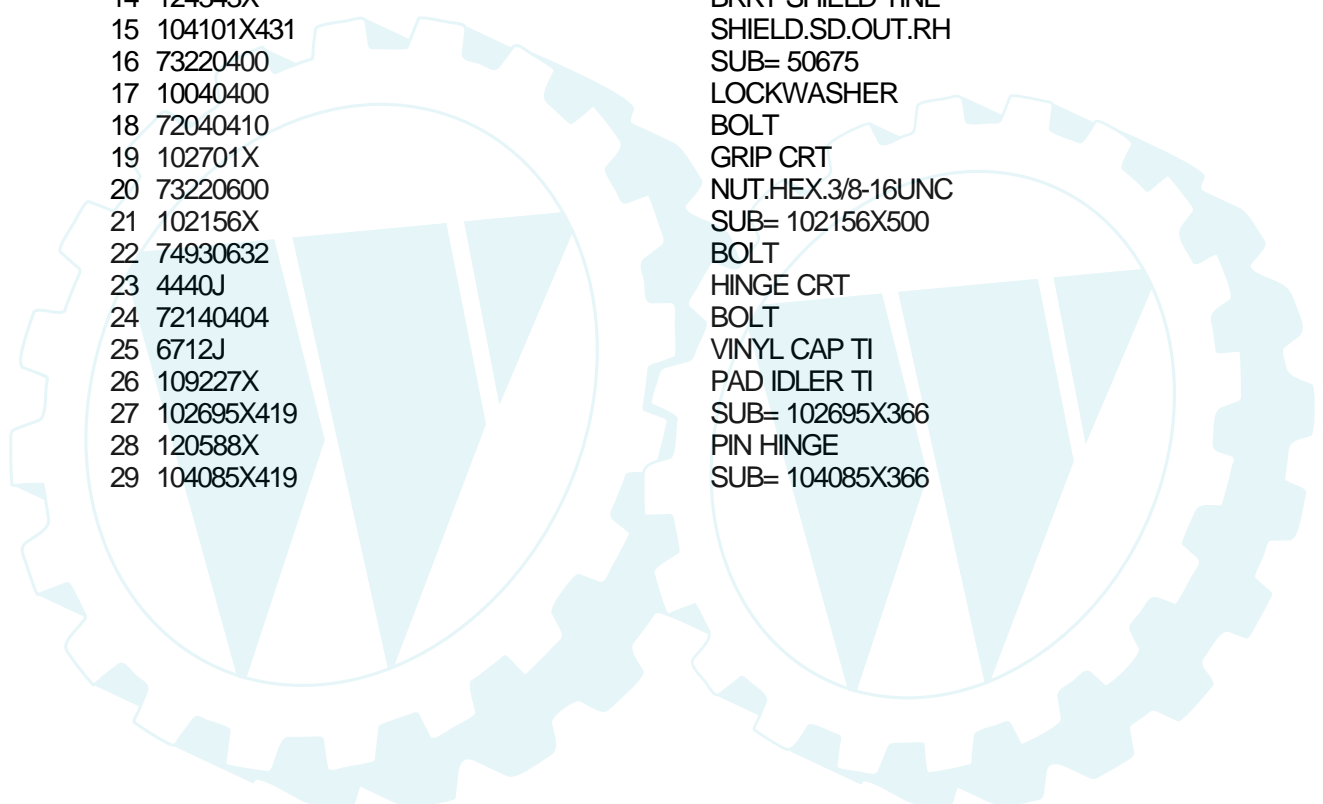 15 104101X431 SHIELD.SD.OUT.RH
16 73220400 SUB= 50675
17 10040400 LOCKWASHER
18 72040410 BOLT
19 102701X GRIP CRT
20 73220600 NUT.HEX.3/8-16UNC
21 102156X SUB= 102156X500
22 74930632 BOLT
23 4440J HINGE CRT
24 72140404 BOLT
25 6712J VINYL CAP TI
26 109227X PAD IDLER TI
27 102695X419 SUB= 102695X366
28 120588X PIN HINGE
29 104085X419 SUB= 104085X366